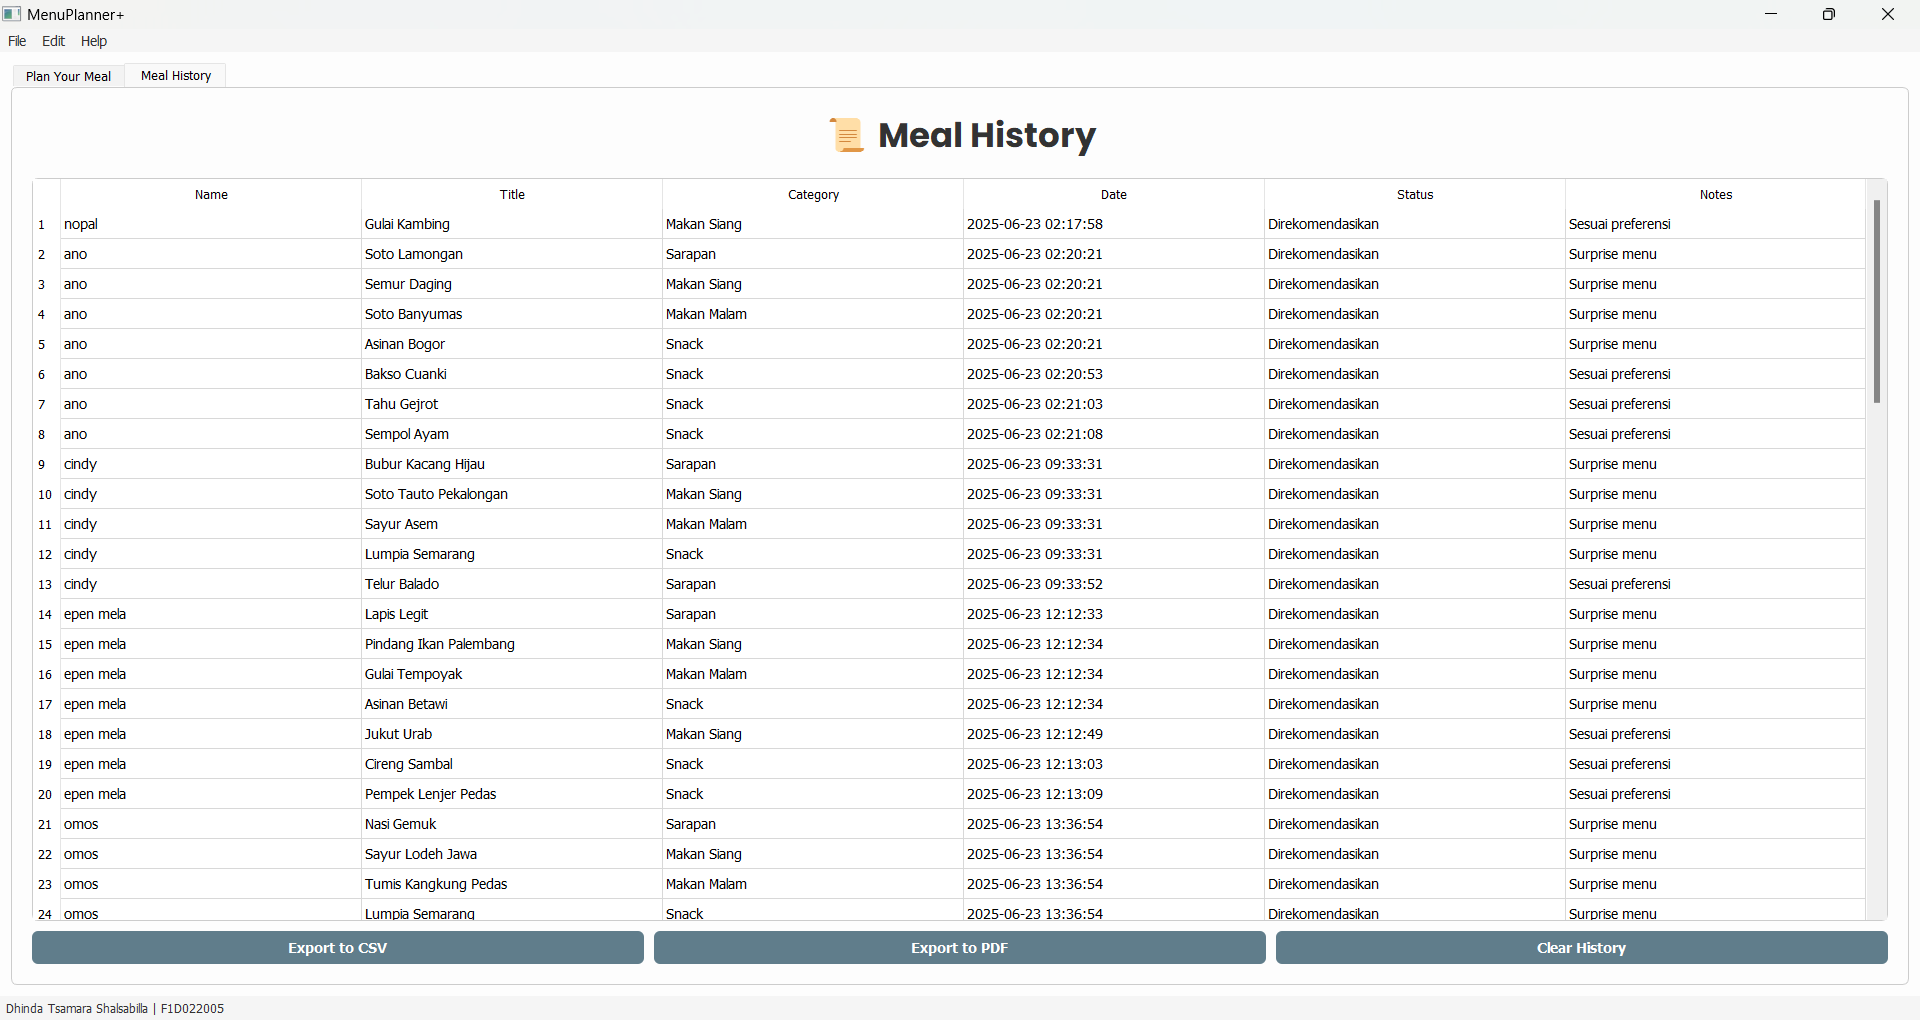 MenuPlanner+
File Edit Help
Plan Your Meal Meal History
Meal History
Name Title Category Date Status Notes
1 nopal Gulai Kambing Makan Siang 2025-06-23 02:17:58 Direkomendasikan Sesuai preferensi
2 ano Soto Lamongan Sarapan 2025-06-23 02:20:21 Direkomendasikan Surprise menu
3 ano Semur Daging Makan Siang 2025-06-23 02:20:21 Direkomendasikan Surprise menu
4 ano Soto Banyumas Makan Malam 2025-06-23 02:20:21 Direkomendasikan Surprise menu
5 ano Asinan Bogor Snack 2025-06-23 02:20:21 Direkomendasikan Surprise menu
6 ano Bakso Cuanki Snack 2025-06-23 02:20:53 Direkomendasikan Sesuai preferensi
7 ano Tahu Gejrot Snack 2025-06-23 02:21:03 Direkomendasikan Sesuai preferensi
8 ano Sempol Ayam Snack 2025-06-23 02:21:08 Direkomendasikan Sesuai preferensi
9 cindy Bubur Kacang Hijau Sarapan 2025-06-23 09:33:31 Direkomendasikan Surprise menu
10 cindy Soto Tauto Pekalongan Makan Siang 2025-06-23 09:33:31 Direkomendasikan Surprise menu
11 cindy Sayur Asem Makan Malam 2025-06-23 09:33:31 Direkomendasikan Surprise menu
12 cindy Lumpia Semarang Snack 2025-06-23 09:33:31 Direkomendasikan Surprise menu
13 cindy Telur Balado Sarapan 2025-06-23 09:33:52 Direkomendasikan Sesuai preferensi
14 epen mela Lapis Legit Sarapan 2025-06-23 12:12:33 Direkomendasikan Surprise menu
15 epen mela Pindang Ikan Palembang Makan Siang 2025-06-23 12:12:34 Direkomendasikan Surprise menu
16 epen mela Gulai Tempoyak Makan Malam 2025-06-23 12:12:34 Direkomendasikan Surprise menu
17 epen mela Asinan Betawi Snack 2025-06-23 12:12:34 Direkomendasikan Surprise menu
18 epen mela Jukut Urab Makan Siang 2025-06-23 12:12:49 Direkomendasikan Sesuai preferensi
19 epen mela Cireng Sambal Snack 2025-06-23 12:13:03 Direkomendasikan Sesuai preferensi
20 epen mela Pempek Lenjer Pedas Snack 2025-06-23 12:13:09 Direkomendasikan Sesuai preferensi
21 omos Nasi Gemuk Sarapan 2025-06-23 13:36:54 Direkomendasikan Surprise menu
22 omos Sayur Lodeh Jawa Makan Siang 2025-06-23 13:36:54 Direkomendasikan Surprise menu
23 omos Tumis Kangkung Pedas Makan Malam 2025-06-23 13:36:54 Direkomendasikan Surprise menu
24 omos Lumpia Semarang Snack 2025-06-23 13:36:54 Direkomendasikan Surprise menu
Export to CSV Export to PDF Clear History
Dhinda Tsamara Shalsabilla | F1D022005